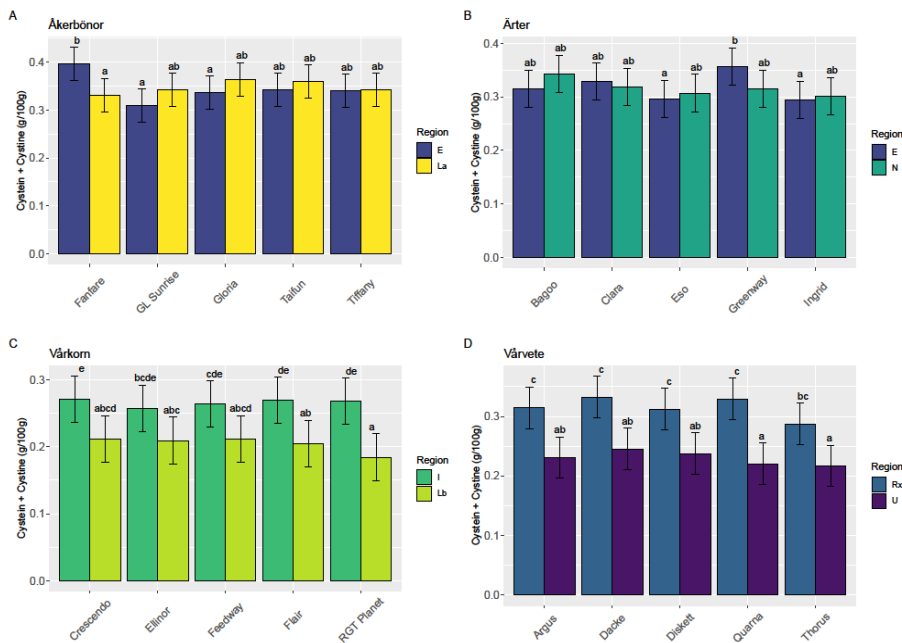 A
Åkerbönor
Cystein + Cystine (g/100g)
0.4
0.3
0.2
0.1
0.0
b
a
a
ab
a
ab
ab
ab
ab
ab
Fanfare
GL Sunrise
Gloria
Taifun
Tiffany
Region
E
La
B
Ärter
Cystein + Cystine (g/100g)
0.4
0.3
0.2
0.1
0.0
ab
ab
ab
ab
a
ab
b
ab
a
ab
Bagoo
Clara
Eso
Greenway
Ingrid
Region
E
N
C
Vårkorn
Cystein + Cystine (g/100g)
0.3
0.2
0.1
0.0
e
abcd
bcde
abc
cde
abcd
de
ab
de
a
Crescendo
Ellinor
Feedway
Flair
RGT Planet
Region
I
Lb
D
Vårvete
Cystein + Cystine (g/100g)
0.3
0.2
0.1
0.0
c
ab
c
ab
c
ab
c
a
bc
a
Argus
Dacke
Diskett
Quarna
Thorus
Region
Rx
U